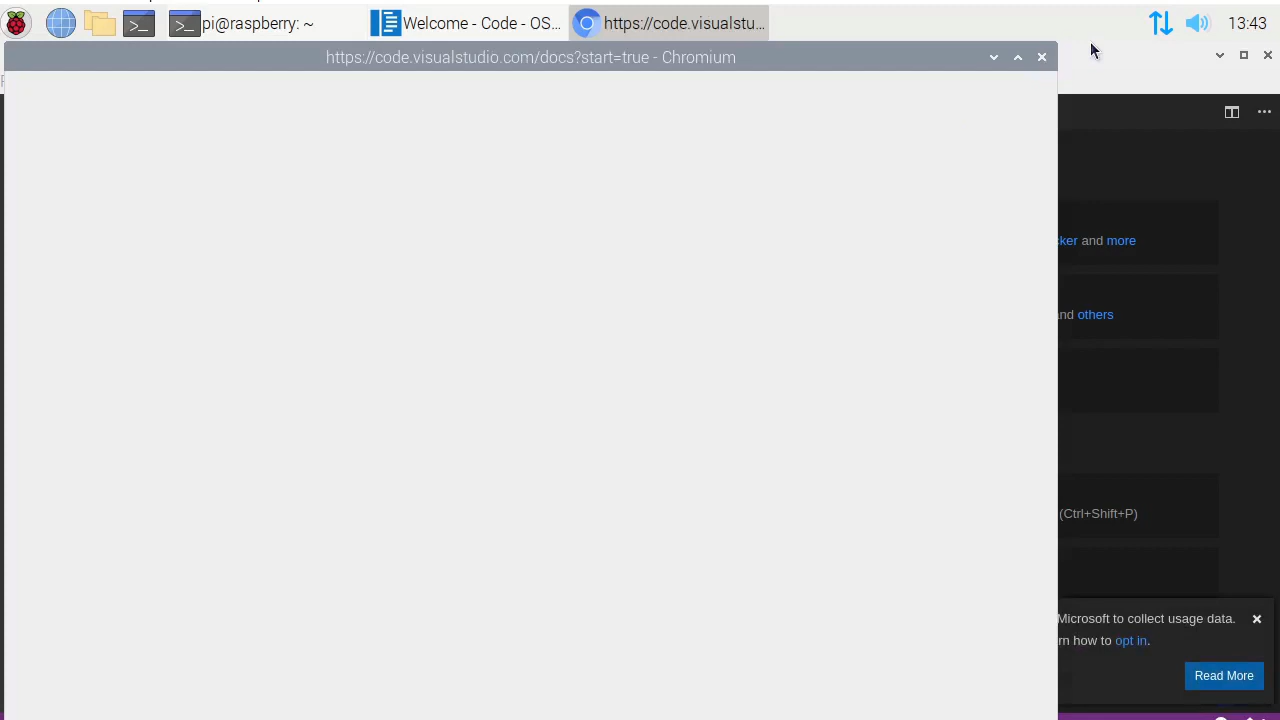 pi@raspberry: ~
Welcome - Code - OS...
https://code.visualstu...
13:43
https://code.visualstudio.com/docs?start=true - Chromium
cker and more
and others
(Ctrl+Shift+P)
Microsoft to collect usage data.
rn how to opt in.
Read More